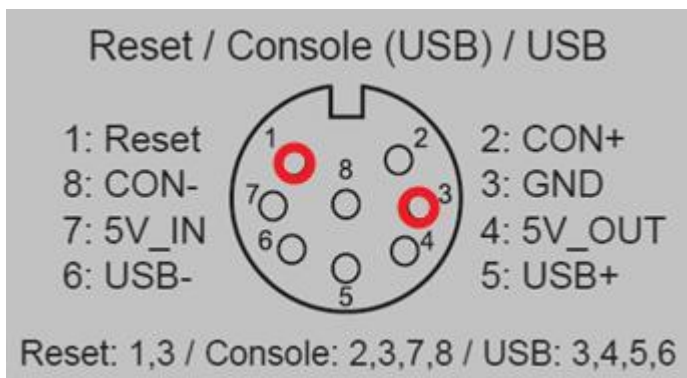 Reset / Console (USB) / USB
1: Reset
8: CON-
7: 5V_IN
6: USB-
1
2
8
7
3
6
4
5
2: CON+
3: GND
4: 5V_OUT
5: USB+
Reset: 1,3 / Console: 2,3,7,8 / USB: 3,4,5,6